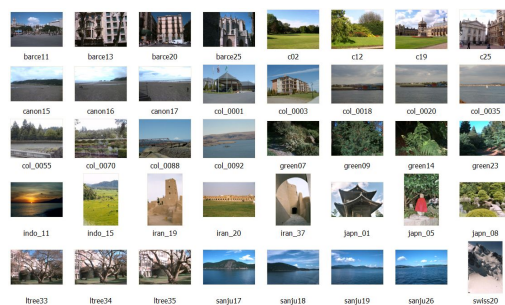 barce11 barce13 barce20 barce25 c02 c12 c19 c25
canon15 canon16 canon17 col_0001 col_0003 col_0018 col_0020 col_0035
col_0055 col_0070 col_0088 col_0092 green07 green09 green14 green23
indo_11 indo_15 iran_19 iran_20 iran_37 japn_01 japn_05 japn_08
ltree33 ltree34 ltree35 sanju17 sanju18 sanju19 sanju26 swiss20